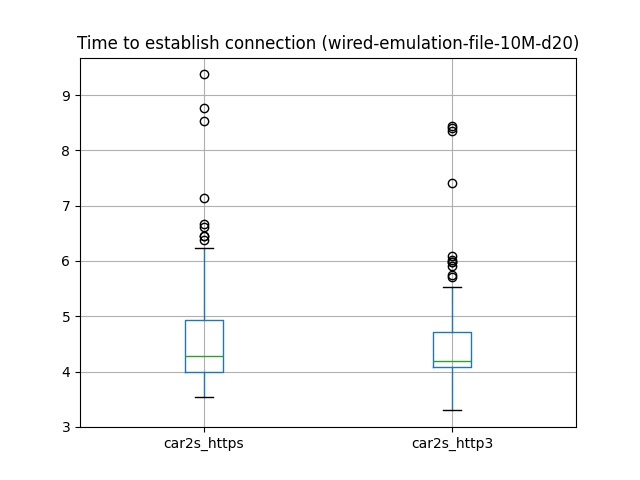 Time to establish connection (wired-emulation-file-10M-d20)
9
8
7
6
5
4
3
car2s_https
car2s_http3